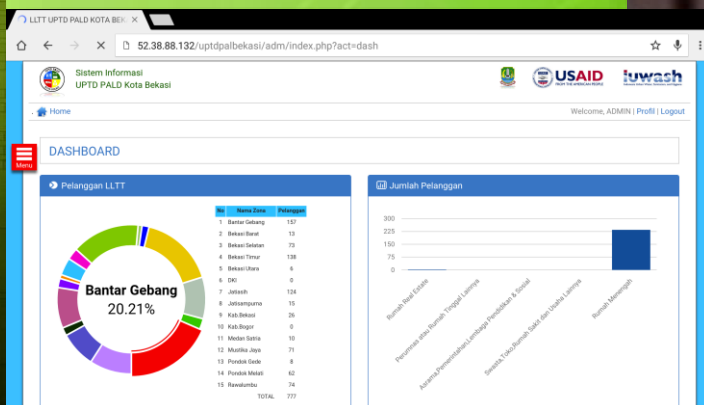 LLTT UPTD PALD KOTA BEK
52.38.88.132/uptdpalbekasi/adm/index.php?act=dash
Sistem Informasi
UPTD PALD Kota Bekasi
USAID
FROM THE AMERICAN PEOPLE
iuwash
Home
Welcome, ADMIN | Profil | Logout
Menu
DASHBOARD
Pelanggan LLTT
No Nama Zona Pelanggan
1 Bantar Gebang 157
2 Bekasi Barat 13
3 Bekasi Selatan 73
4 Bekasi Timur 138
5 Bekasi Utara 6
6 DKI 0
7 Jatiasih 124
8 Jatisampurna 15
9 Kab.Bekasi 26
10 Kab.Bogor 0
11 Medan Satria 10
12 Mustika Jaya 71
13 Pondok Gede 8
14 Pondok Melati 62
15 Rawalumbu 74
TOTAL 777
Bantar Gebang
20.21%
Jumlah Pelanggan
300
225
150
75
0
Rumah Real Estate
Perumnas atau Rumah Tinggal Lainnya
Asrama,Pemerintahan,Lembaga Pendidikan & Sosial
Swasta,Toko,Rumah Sakit dan Usaha Lainnya
Rumah Menengah